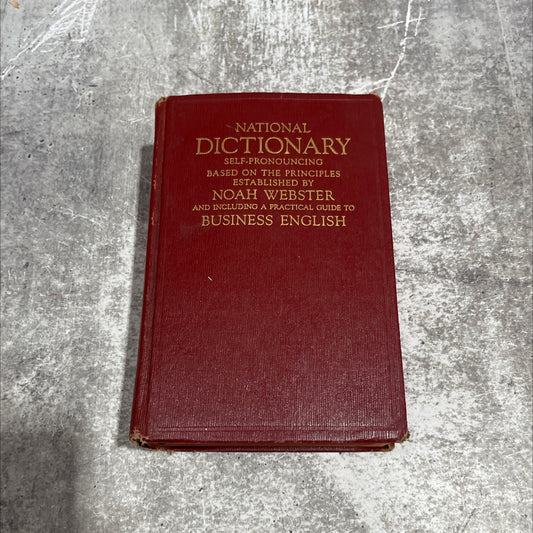 NATIONAL
DICTIONARY
SELF-PRONOUNCING
BASED ON THE PRINCIPLES
ESTABLISHED BY
NOAH WEBSTER
AND INCLUDING A PRACTICAL GUIDE TO
BUSINESS ENGLISH